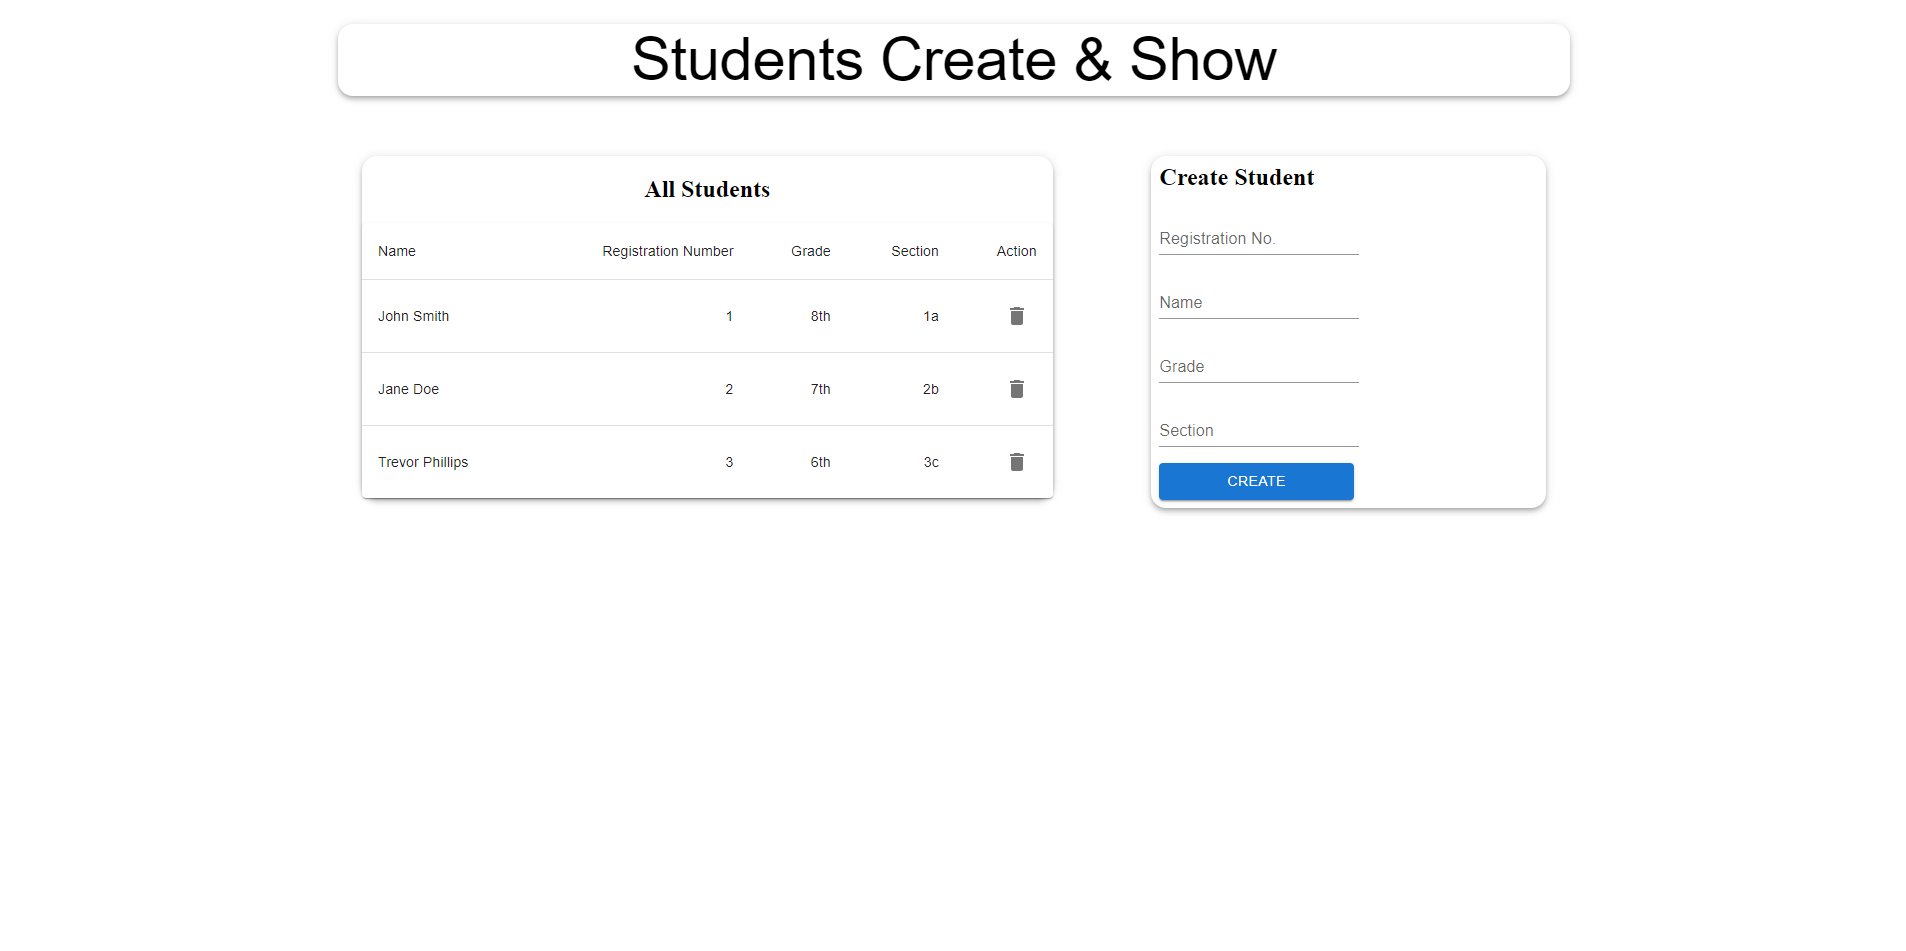 Students Create & Show
All Students
Name Registration Number Grade Section Action
John Smith 1 8th 1a
Jane Doe 2 7th 2b
Trevor Phillips 3 6th 3c
Create Student
Registration No.
Name
Grade
Section
CREATE